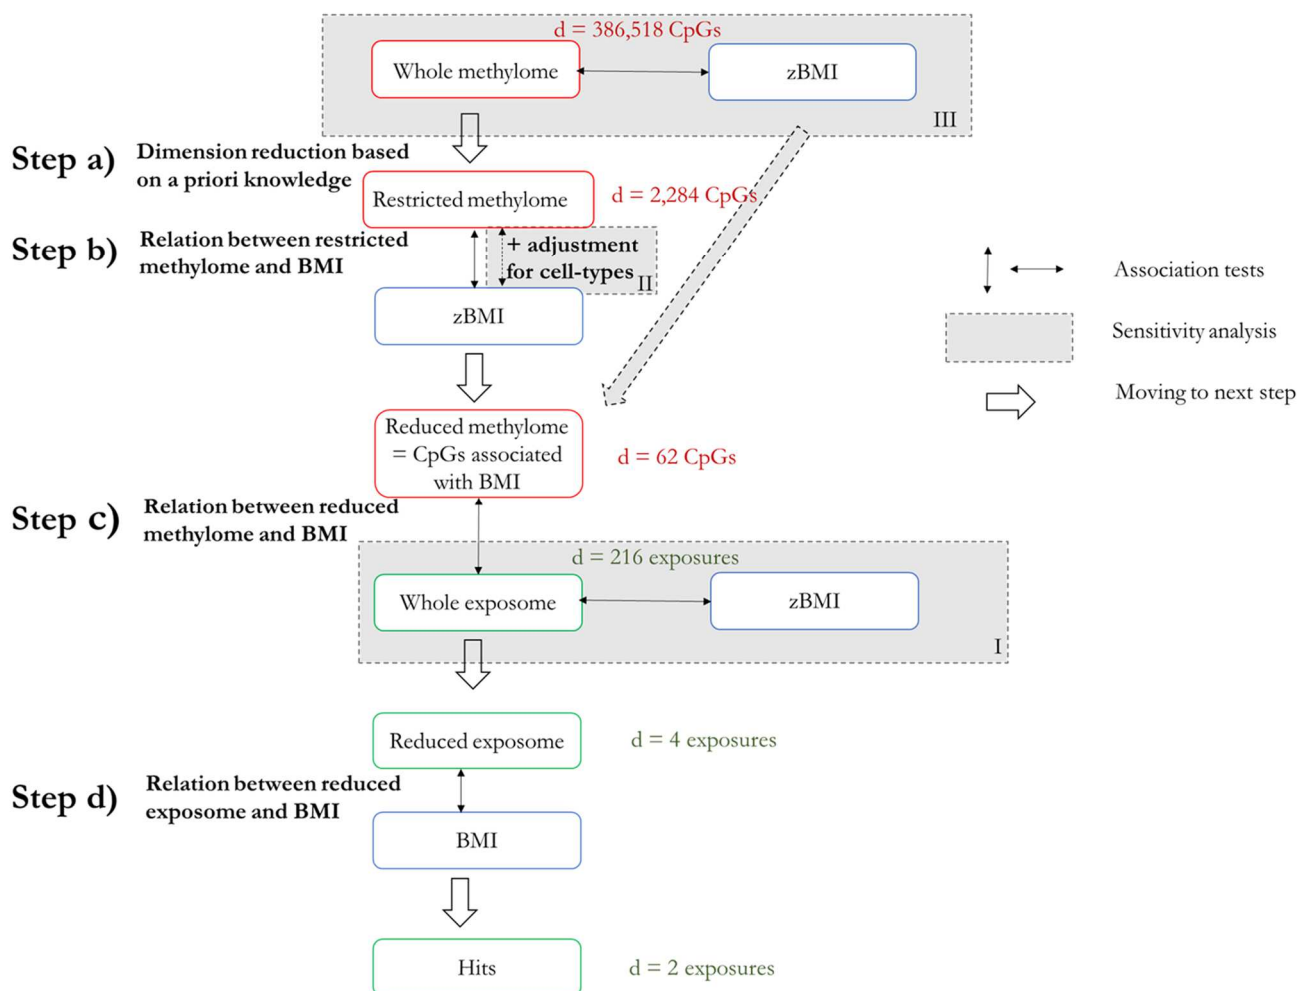 d = 386,518 CpGs
Whole methylome
zBMI
III
Step a)
Dimension reduction based
on a priori knowledge
Restricted methylome
d = 2,284 CpGs
Step b)
Relation between restricted
methylome and BMI
+ adjustment
for cell-types
II
zBMI
Association tests
Sensitivity analysis
Moving to next step
Reduced methylome
= CpGs associated
with BMI
d = 62 CpGs
Step c)
Relation between reduced
methylome and BMI
d = 216 exposures
Whole exposome
zBMI
I
Reduced exposome
d = 4 exposures
Step d)
Relation between reduced
exposome and BMI
BMI
Hits
d = 2 exposures